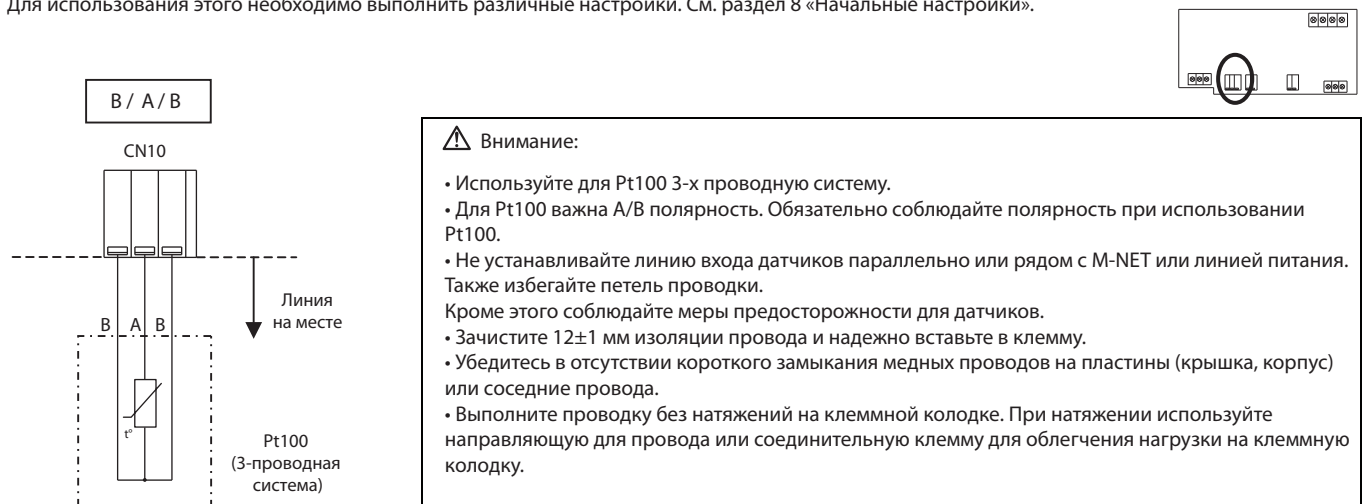 Для использования этого необходимо выполнить различные настройки. См. раздел 8 «Начальные настройки».
B / A / B
CN10
B A B
t°
Линия
на месте
Pt100
(3-проводная
система)
⚠ Внимание:
• Используйте для Pt100 3-х проводную систему.
• Для Pt100 важна A/B полярность. Обязательно соблюдайте полярность при использовании
Pt100.
• Не устанавливайте линию входа датчиков параллельно или рядом с M-NET или линией питания.
Также избегайте петель проводки.
Кроме этого соблюдайте меры предосторожности для датчиков.
• Зачистите 12±1 мм изоляции провода и надежно вставьте в клемму.
• Убедитесь в отсутствии короткого замыкания медных проводов на пластины (крышка, корпус)
или соседние провода.
• Выполните проводку без натяжений на клеммной колодке. При натяжении используйте
направляющую для провода или соединительную клемму для облегчения нагрузки на клеммную
колодку.